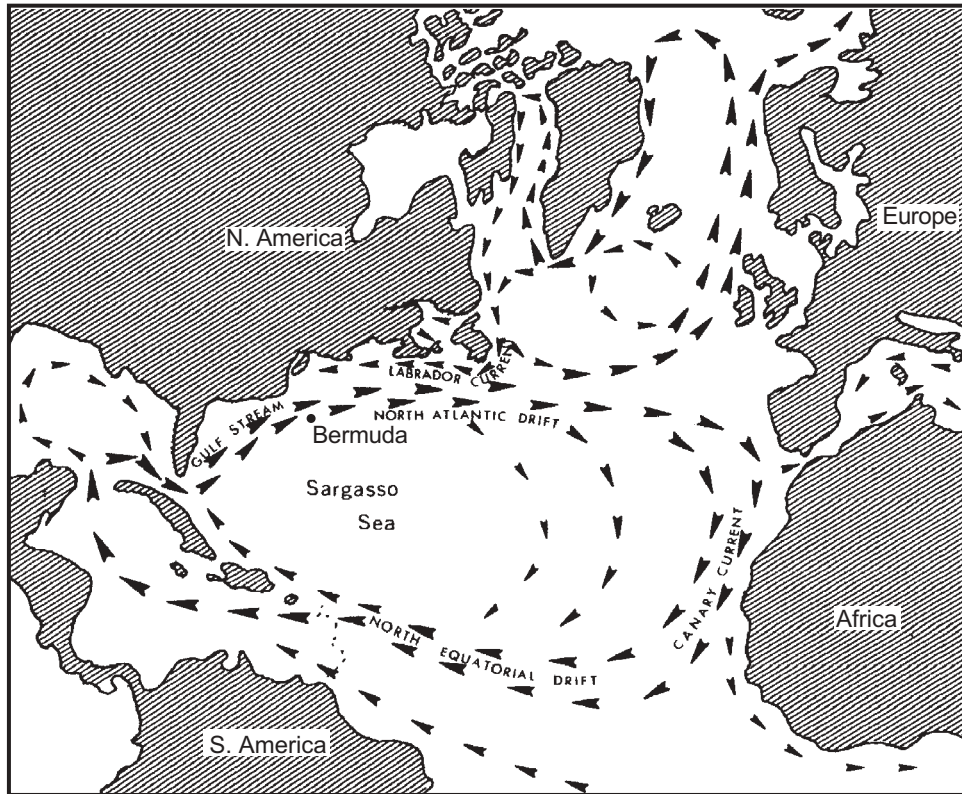 Europe
N. America
LABRADOR CURRENT
GULF STREAM
NORTH ATLANTIC DRIFT
Bermuda
Sargasso
Sea
CANARY CURRENT
Africa
NORTH EQUATORIAL DRIFT
S. America